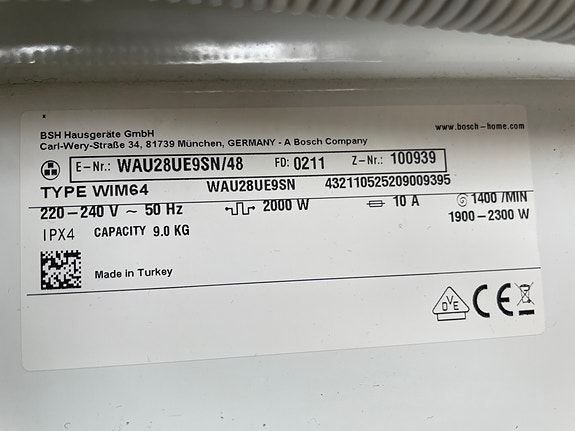 BSH Hausgeräte GmbH
Carl-Wery-Straße 34, 81739 München, GERMANY - A Bosch Company
www.bosch-home.com
E-Nr.: WAU28UE9SN/48 FD: 0211 Z-Nr.: 100939
TYPE WIM64 WAU28UE9SN 432110525209009395
220-240 V ~ 50 Hz 2000 W 10 A 1400 /MIN
1900-2300 W
IPX4 CAPACITY 9.0 KG
Made in Turkey
OVE CE